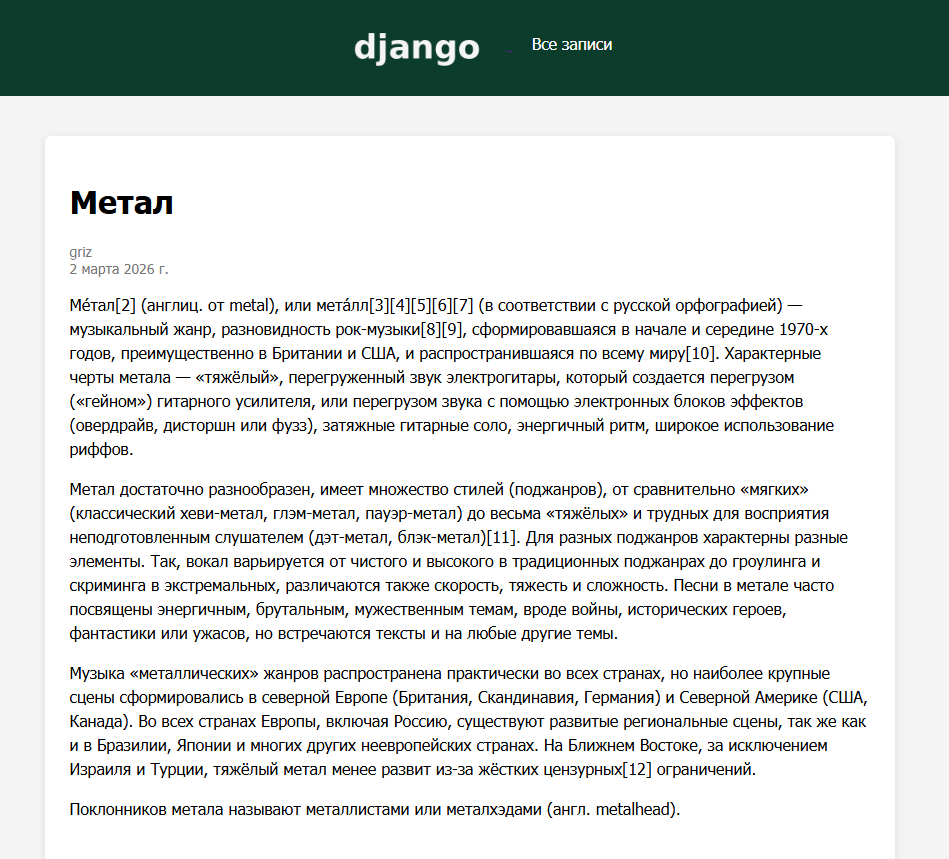 django
Все записи
Метал
griz
2 марта 2026 г.
Ме́тал[2] (англиц. от metal), или мета́лл[3][4][5][6][7] (в соответствии с русской орфографией) —
музыкальный жанр, разновидность рок-музыки[8][9], сформировавшаяся в начале и середине 1970-х
годов, преимущественно в Британии и США, и распространившаяся по всему миру[10]. Характерные
черты метала — «тяжёлый», перегруженный звук электрогитары, который создается перегрузом
(«гейном») гитарного усилителя, или перегрузом звука с помощью электронных блоков эффектов
(овердрайв, дисторшн или фузз), затяжные гитарные соло, энергичный ритм, широкое использование
риффов.
Метал достаточно разнообразен, имеет множество стилей (поджанров), от сравнительно «мягких»
(классический хеви-метал, глэм-метал, пауэр-метал) до весьма «тяжёлых» и трудных для восприятия
неподготовленным слушателем (дэт-метал, блэк-метал)[11]. Для разных поджанров характерны разные
элементы. Так, вокал варьируется от чистого и высокого в традиционных поджанрах до гроулинга и
скриминга в экстремальных, различаются также скорость, тяжесть и сложность. Песни в метале часто
посвящены энергичным, брутальным, мужественным темам, вроде войны, исторических героев,
фантастики или ужасов, но встречаются тексты и на любые другие темы.
Музыка «металлических» жанров распространена практически во всех странах, но наиболее крупные
сцены сформировались в северной Европе (Британия, Скандинавия, Германия) и Северной Америке (США,
Канада). Во всех странах Европы, включая Россию, существуют развитые региональные сцены, так же как
и в Бразилии, Японии и многих других неевропейских странах. На Ближнем Востоке, за исключением
Израиля и Турции, тяжёлый метал менее развит из-за жёстких цензурных[12] ограничений.
Поклонников метала называют металлистами или металхэдами (англ. metalhead).